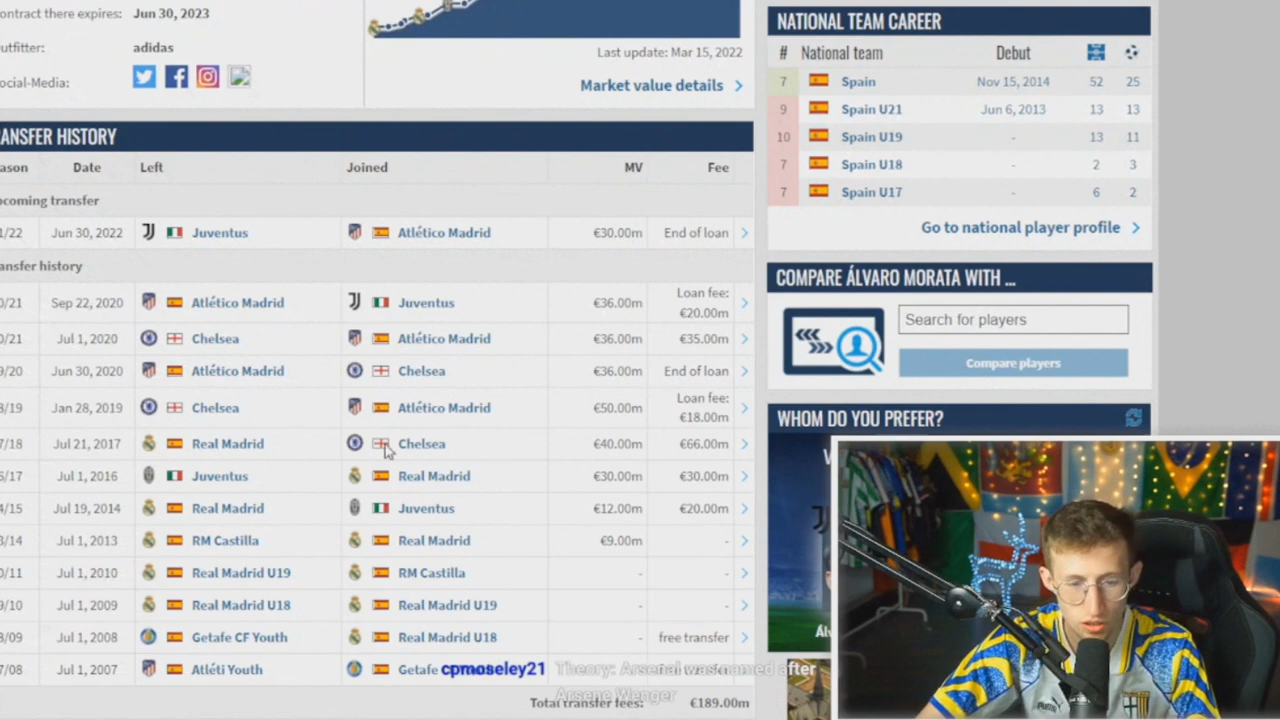 contract there expires: Jun 30, 2023
outfitter: adidas
ocial-Media:
Last update: Mar 15, 2022
Market value details
ANSFER HISTORY
ason Date Left Joined MV Fee
coming transfer
1/22 Jun 30, 2022 Juventus Atlético Madrid €30.00m End of loan
ansfer history
0/21 Sep 22, 2020 Atlético Madrid Juventus €36.00m Loan fee: €20.00m
0/21 Jul 1, 2020 Chelsea Atlético Madrid €36.00m €35.00m
9/20 Jun 30, 2020 Atlético Madrid Chelsea €36.00m End of loan
8/19 Jan 28, 2019 Chelsea Atlético Madrid €50.00m Loan fee: €18.00m
7/18 Jul 21, 2017 Real Madrid Chelsea €40.00m €66.00m
6/17 Jul 1, 2016 Juventus Real Madrid €30.00m €30.00m
4/15 Jul 19, 2014 Real Madrid Juventus €12.00m €20.00m
3/14 Jul 1, 2013 RM Castilla Real Madrid €9.00m -
0/11 Jul 1, 2010 Real Madrid U19 RM Castilla - -
9/10 Jul 1, 2009 Real Madrid U18 Real Madrid U19 - -
8/09 Jul 1, 2008 Getafe CF Youth Real Madrid U18 - free transfer
7/08 Jul 1, 2007 Atléti Youth Getafe
Total transfer fees: €189.00m
NATIONAL TEAM CAREER
# National team Debut
7 Spain Nov 15, 2014 52 25
9 Spain U21 Jun 6, 2013 13 13
10 Spain U19 - 13 11
7 Spain U18 - 2 3
7 Spain U17 - 6 2
Go to national player profile
COMPARE ÁLVARO MORATA WITH ...
Search for players
Compare players
WHOM DO YOU PREFER?
cpmoseley21 Theory: Arsenal was named after
Arsene Wenger